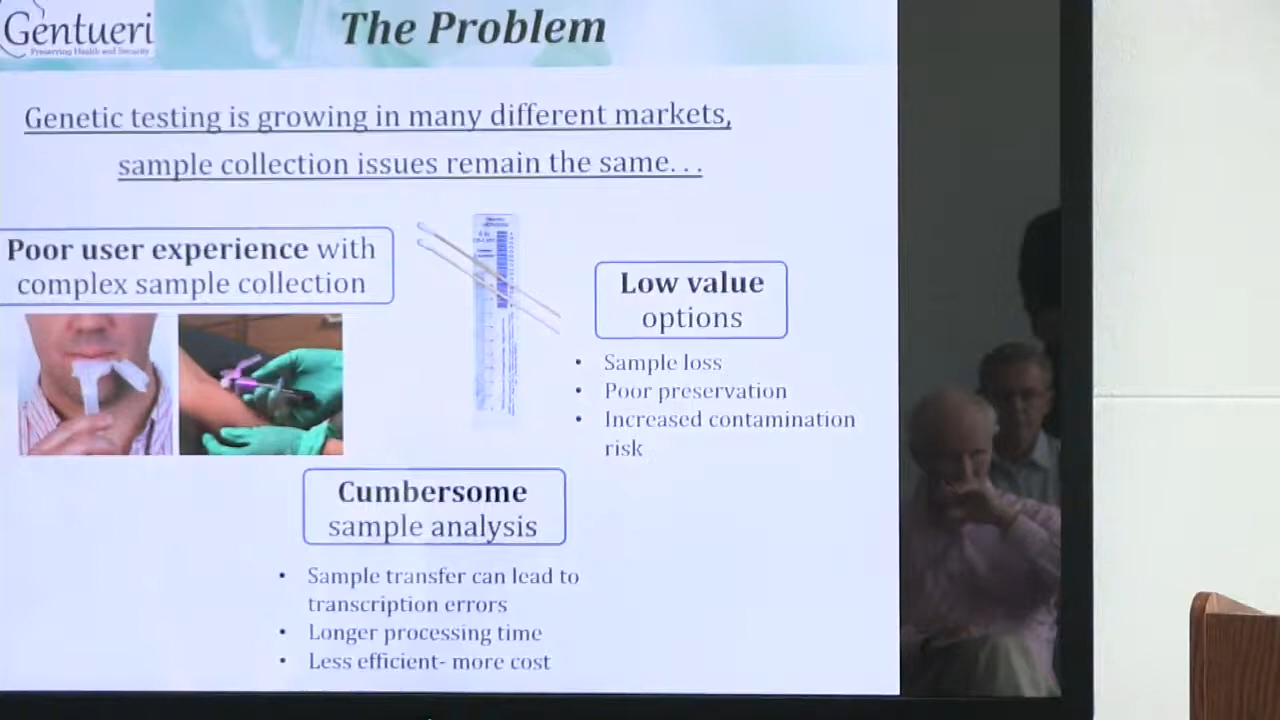 Gentueri
Preserving Health and Security
The Problem
Genetic testing is growing in many different markets,
sample collection issues remain the same. . .
Poor user experience with
complex sample collection
Low value
options
• Sample loss
• Poor preservation
• Increased contamination
risk
Cumbersome
sample analysis
• Sample transfer can lead to
transcription errors
• Longer processing time
• Less efficient- more cost